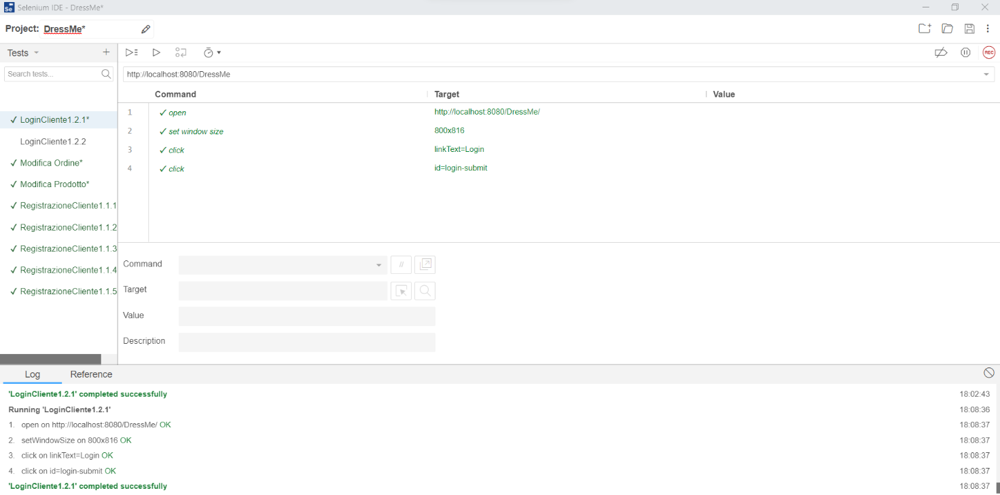 Se Selenium IDE - DressMe*
Project: DressMe*
Tests
REC
Search tests...
http://localhost:8080/DressMe
Command Target Value
✓ LoginCliente1.2.1*
LoginCliente1.2.2
✓ Modifica Ordine*
✓ Modifica Prodotto*
✓ RegistrazioneCliente1.1.1
✓ RegistrazioneCliente1.1.2
✓ RegistrazioneCliente1.1.3
✓ RegistrazioneCliente1.1.4
✓ RegistrazioneCliente1.1.5
1 ✓ open http://localhost:8080/DressMe/
2 ✓ set window size 800x816
3 ✓ click linkText=Login
4 ✓ click id=login-submit
Command //
Target
Value
Description
Log Reference
'LoginCliente1.2.1' completed successfully 18:02:43
Running 'LoginCliente1.2.1' 18:08:36
1. open on http://localhost:8080/DressMe/ OK 18:08:37
2. setWindowSize on 800x816 OK 18:08:37
3. click on linkText=Login OK 18:08:37
4. click on id=login-submit OK 18:08:37
'LoginCliente1.2.1' completed successfully 18:08:37